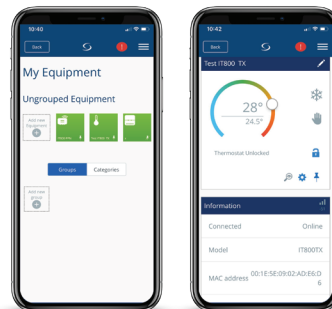 10:40
Back
My Equipment
Ungrouped Equipment
Add new
Equipment
Groups
Categories
Add new
group
10:42
Back
Test IT800 TX
28°
24.5°
Thermostat Unlocked
Information
Connected
Online
Model
IT800TX
MAC address
00:1E:5E:09:02:AD:E6:D
6